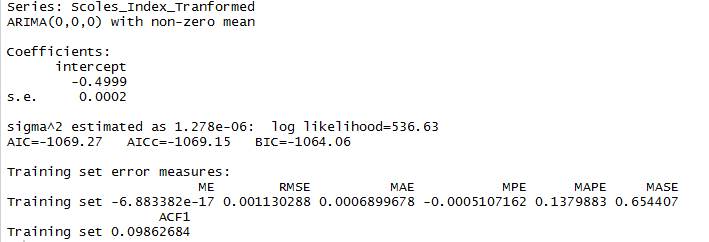 Series: Scoles_Index_Tranformed
ARIMA(0,0,0) with non-zero mean
Coefficients:
intercept
-0.4999
s.e. 0.0002
sigma^2 estimated as 1.278e-06: log likelihood=536.63
AIC=-1069.27 AICc=-1069.15 BIC=-1064.06
Training set error measures:
ME RMSE MAE MPE MAPE MASE
Training set -6.883382e-17 0.001130288 0.0006899678 -0.0005107162 0.1379883 0.654407
ACF1
Training set 0.09862684